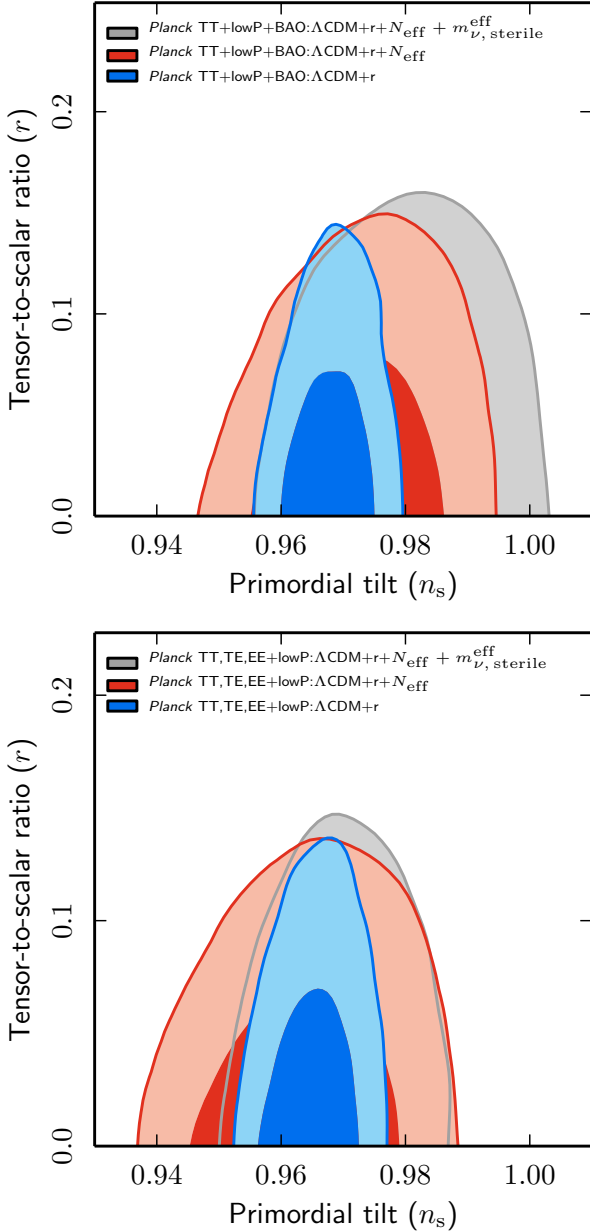 Planck TT+lowP+BAO:ΛCDM+r+N_eff + m^eff_ν, sterile
Planck TT+lowP+BAO:ΛCDM+r+N_eff
Planck TT+lowP+BAO:ΛCDM+r
0.2
0.1
0.0
Tensor-to-scalar ratio (r)
0.94 0.96 0.98 1.00
Primordial tilt (n_s)
Planck TT,TE,EE+lowP:ΛCDM+r+N_eff + m^eff_ν, sterile
Planck TT,TE,EE+lowP:ΛCDM+r+N_eff
Planck TT,TE,EE+lowP:ΛCDM+r
0.2
0.1
0.0
Tensor-to-scalar ratio (r)
0.94 0.96 0.98 1.00
Primordial tilt (n_s)